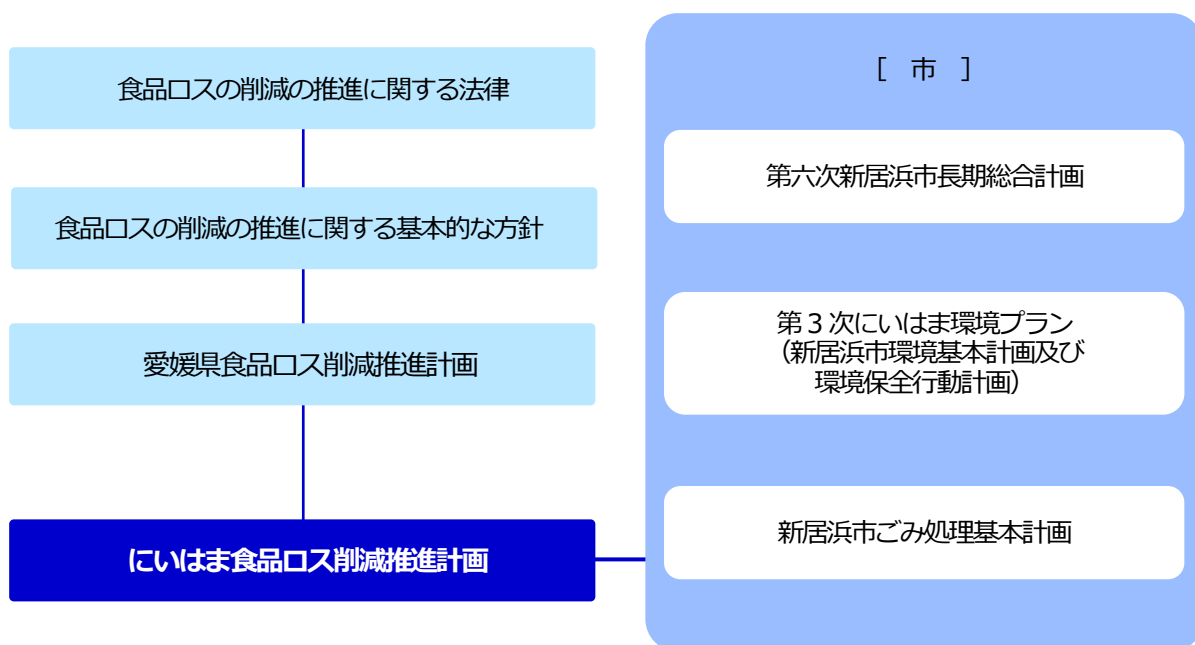 食品ロスの削減の推進に関する法律
食品ロスの削減の推進に関する基本的な方針
愛媛県食品ロス削減推進計画
にいはま食品ロス削減推進計画
[ 市 ]
第六次新居浜市長期総合計画
第3次にいはま環境プラン
(新居浜市環境基本計画及び
環境保全行動計画)
新居浜市ごみ処理基本計画